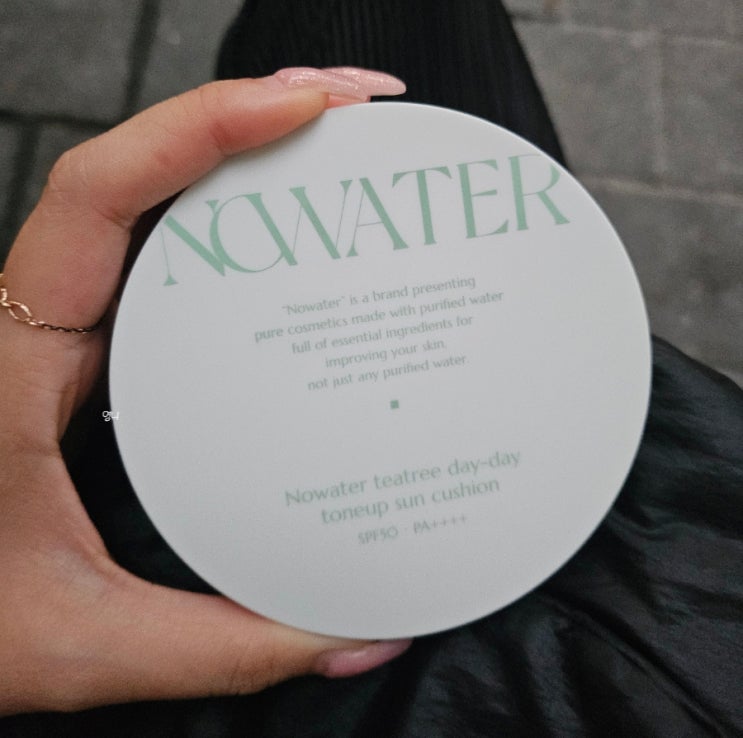 NOWATER
"Nowater" is a brand presenting
pure cosmetics made with purified water
full of essential ingredients for
improving your skin,
not just any purified water.
Nowater teatree day-day
toneup sun cushion
SPF50 · PA++++